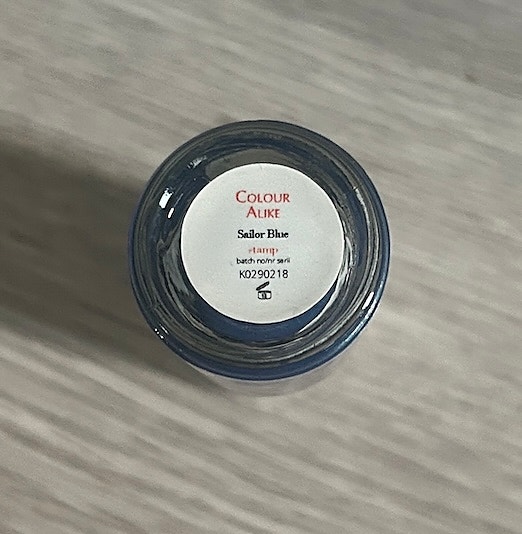 COLOUR
ALIKE
Sailor Blue
stamp
batch no/nr serii
K0290218